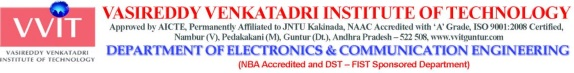 VVIT
VASIREDDY VENKATADRI
INSTITUTE OF TECHNOLOGY
VASIREDDY VENKATADRI INSTITUTE OF TECHNOLOGY
Approved by AICTE, Permanently Affiliated to JNTU Kakinada, NAAC Accredited with 'A' Grade, ISO 9001:2008 Certified,
Nambur (V), Pedakakani (M), Guntur (Dt.), Andhra Pradesh – 522 508, www.vvitguntur.com
DEPARTMENT OF ELECTRONICS & COMMUNICATION ENGINEERING
(NBA Accredited and DST – FIST Sponsored Department)